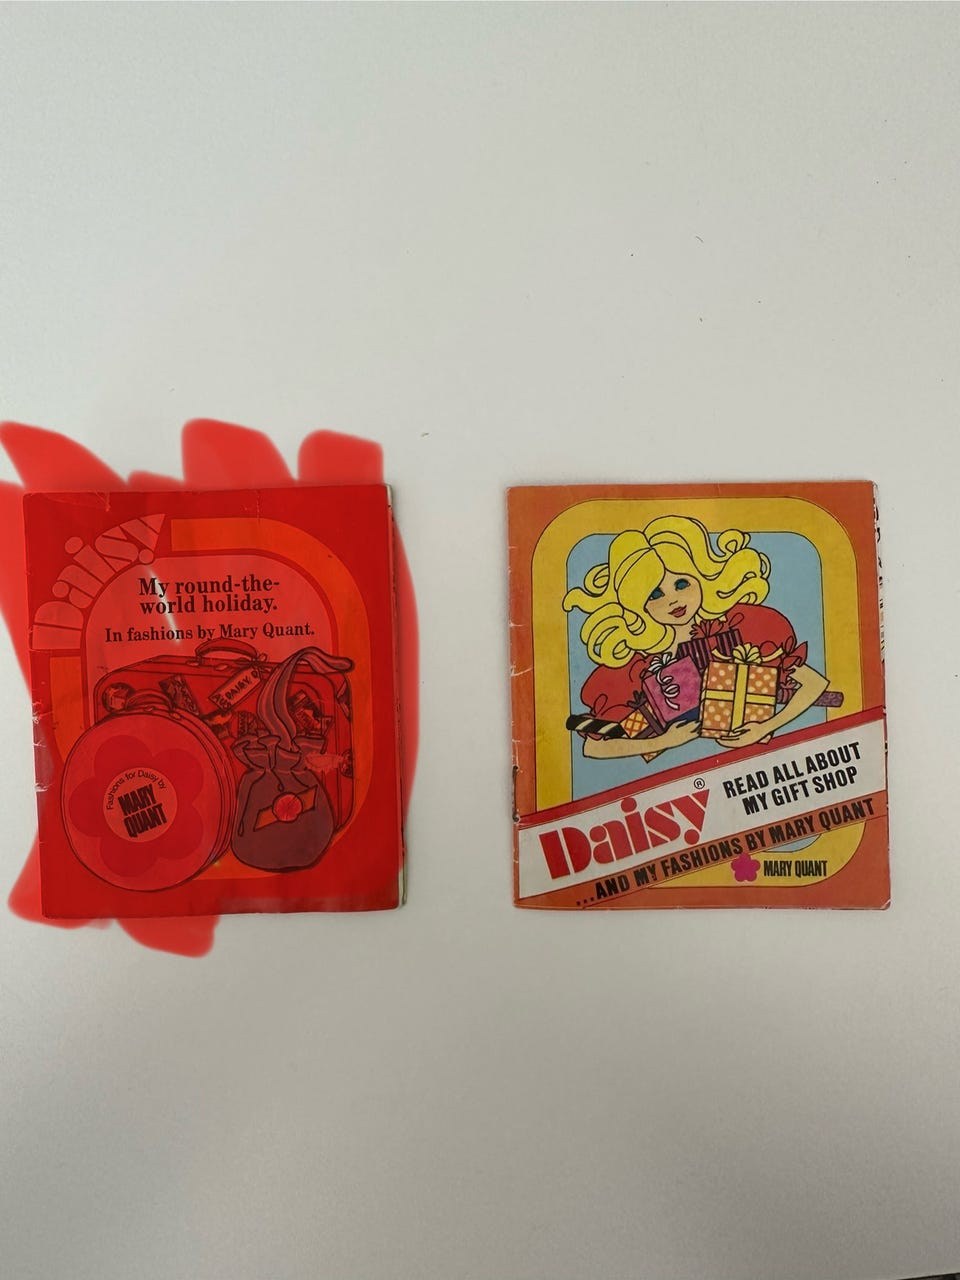 Daisy
My round-the-
world holiday.
In fashions by Mary Quant.
DAISY
Fashions for Daisy by
MARY
QUANT
Daisy®
READ ALL ABOUT
MY GIFT SHOP
...AND MY FASHIONS BY MARY QUANT
MARY QUANT